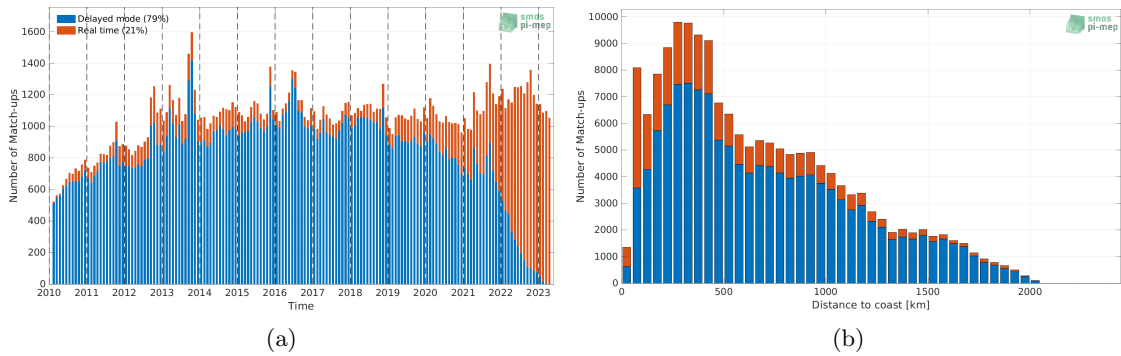 Delayed mode (79%)
Real time (21%)
smos
pi-mep
Number of Match-ups
1600
1400
1200
1000
800
600
400
200
0
2010 2011 2012 2013 2014 2015 2016 2017 2018 2019 2020 2021 2022 2023
Time
(a)
smos
pi-mep
Number of Match-ups
10000
9000
8000
7000
6000
5000
4000
3000
2000
1000
0
0 500 1000 1500 2000
Distance to coast [km]
(b)